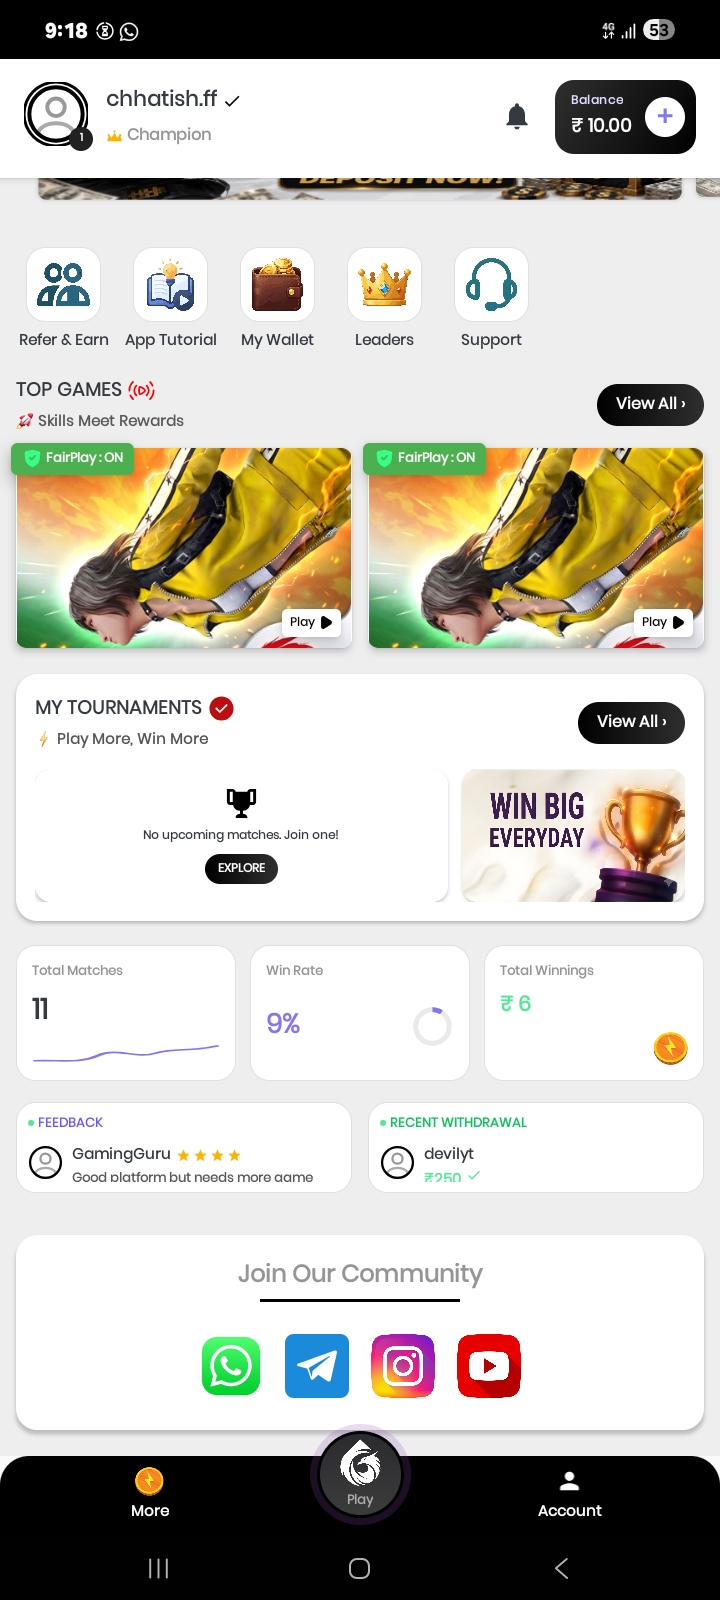 9:18
4G
53
chhatish.ff
1
Champion
Balance
₹ 10.00
DEPOSIT NOW!
Refer & Earn
App Tutorial
My Wallet
Leaders
Support
TOP GAMES
🚀 Skills Meet Rewards
View All ›
FairPlay : ON
Play
FairPlay : ON
Play
MY TOURNAMENTS
⚡ Play More, Win More
View All ›
No upcoming matches. Join one!
EXPLORE
WIN BIG
EVERYDAY
Total Matches
11
Win Rate
9%
Total Winnings
₹ 6
FEEDBACK
GamingGuru ★ ★ ★ ★
Good platform but needs more game
RECENT WITHDRAWAL
devilyt
₹250 ✓
Join Our Community
More
Play
Account